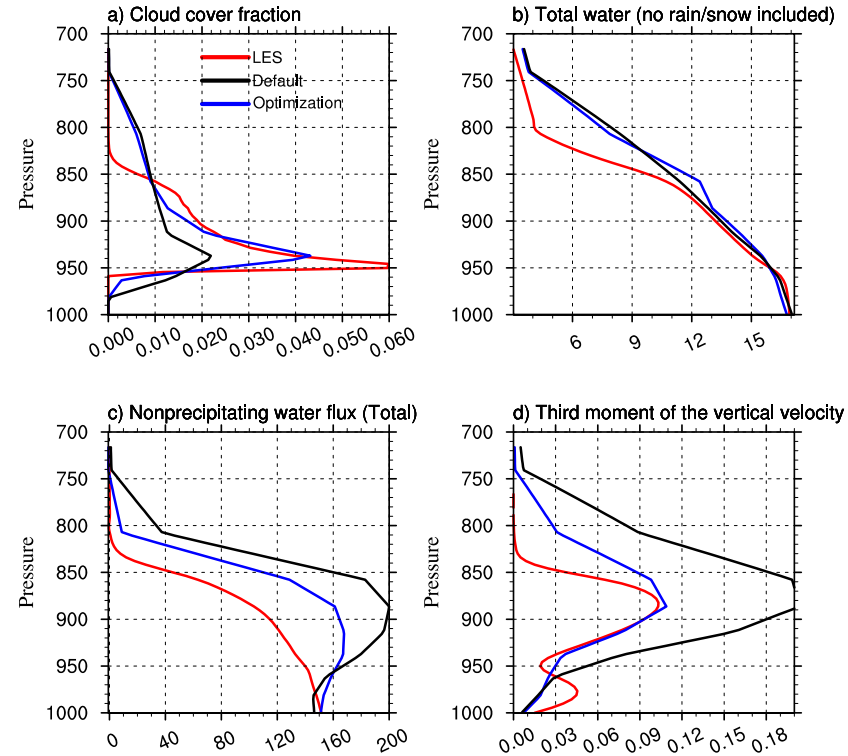 a) Cloud cover fraction
700
750
800
850
900
950
1000
Pressure
LES
Default
Optimization
0.000 0.010 0.020 0.030 0.040 0.050 0.060
b) Total water (no rain/snow included)
700
750
800
850
900
950
1000
Pressure
6 9 12 15
c) Nonprecipitating water flux (Total)
700
750
800
850
900
950
1000
Pressure
0 40 80 120 160 200
d) Third moment of the vertical velocity
700
750
800
850
900
950
1000
Pressure
0.00 0.03 0.06 0.09 0.12 0.15 0.18